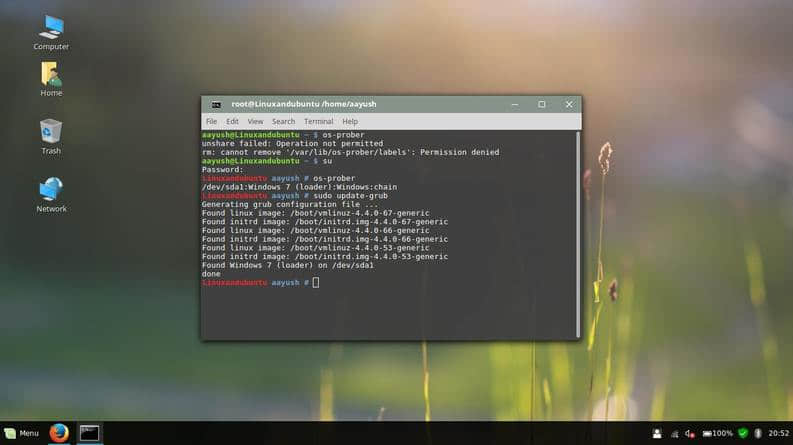 Computer
Home
Trash
Network
root@Linuxandubuntu /home/aayush
File Edit View Search Terminal Help
aayush@Linuxandubuntu ~ $ os-prober
unshare failed: Operation not permitted
rm: cannot remove '/var/lib/os-prober/labels': Permission denied
aayush@Linuxandubuntu ~ $ su
Password:
Linuxandubuntu aayush # os-prober
/dev/sda1:Windows 7 (loader):Windows:chain
Linuxandubuntu aayush # sudo update-grub
Generating grub configuration file ...
Found linux image: /boot/vmlinuz-4.4.0-67-generic
Found initrd image: /boot/initrd.img-4.4.0-67-generic
Found linux image: /boot/vmlinuz-4.4.0-66-generic
Found initrd image: /boot/initrd.img-4.4.0-66-generic
Found linux image: /boot/vmlinuz-4.4.0-53-generic
Found initrd image: /boot/initrd.img-4.4.0-53-generic
Found Windows 7 (loader) on /dev/sda1
done
Linuxandubuntu aayush #
Menu 100% 20:52